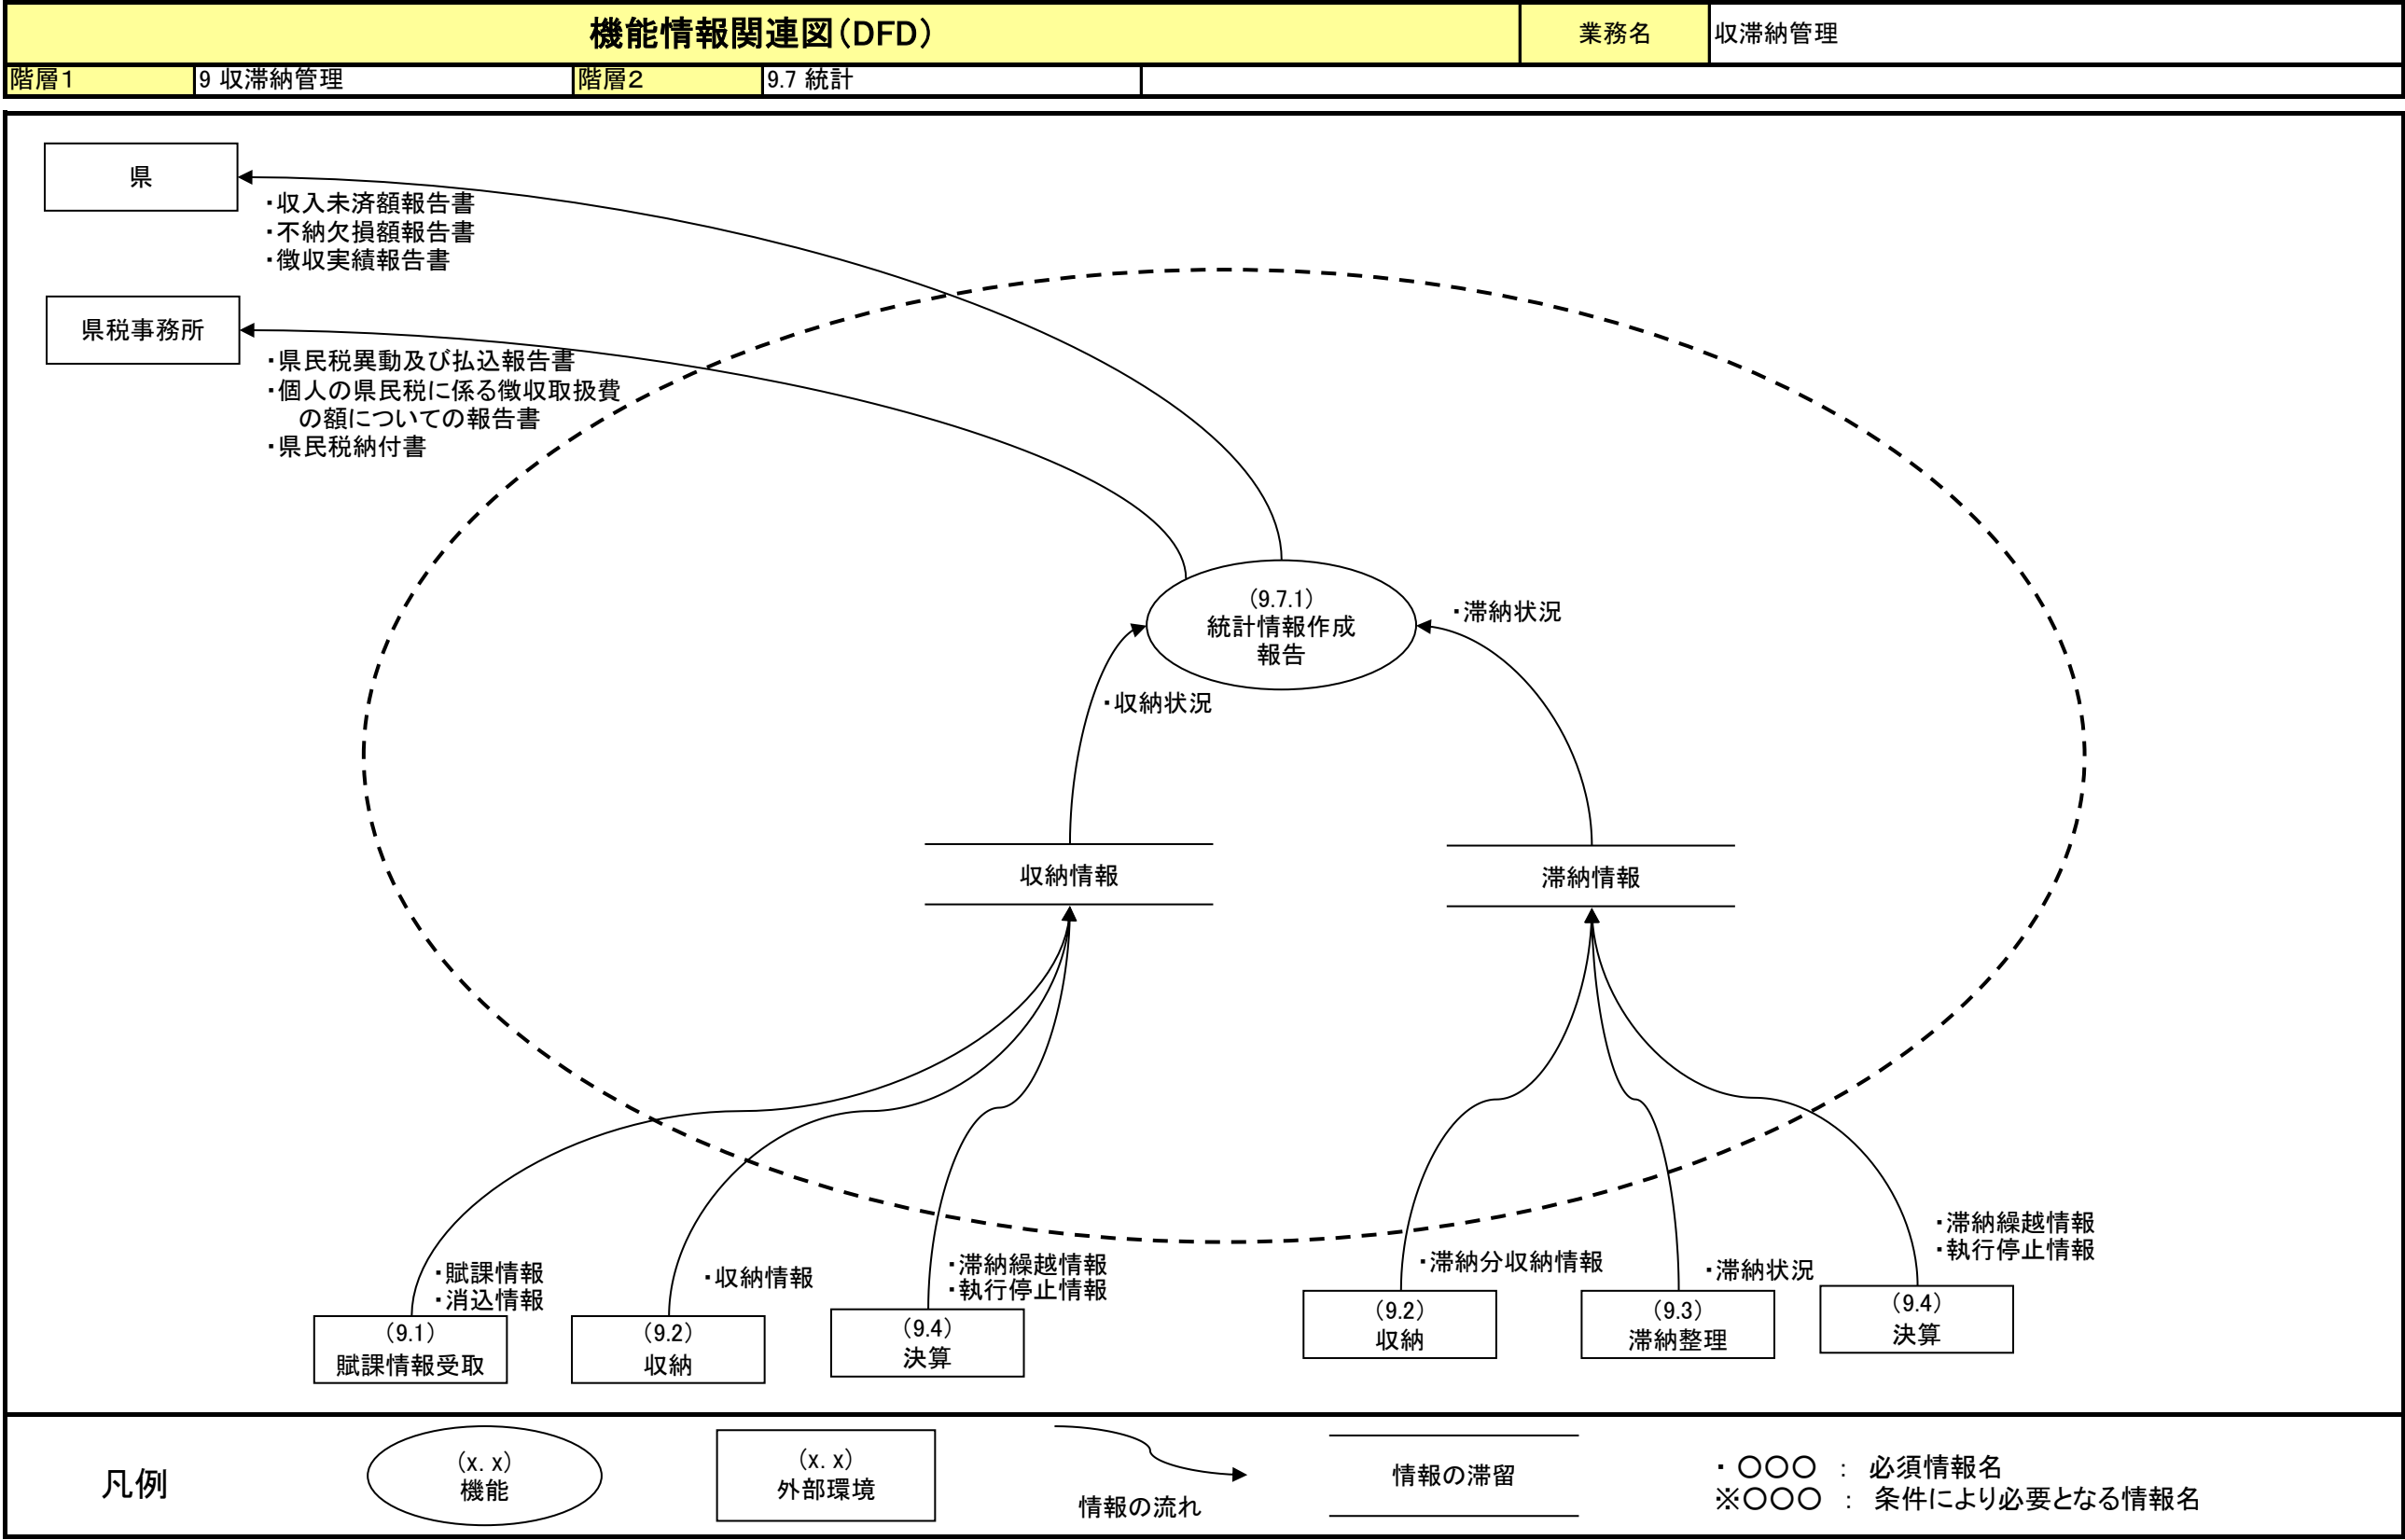 機能情報関連図（DFD）
業務名
収滞納管理
階層１
9 収滞納管理
階層２
9.7 統計
県
・収入未済額報告書
・不納欠損額報告書
・徴収実績報告書
県税事務所
・県民税異動及び払込報告書
・個人の県民税に係る徴収取扱費
の額についての報告書
・県民税納付書
（9.7.1）
統計情報作成
報告
・滞納状況
・収納状況
収納情報
滞納情報
・賦課情報
・消込情報
・収納情報
・滞納繰越情報
・執行停止情報
・滞納分収納情報
・滞納状況
・滞納繰越情報
・執行停止情報
（9.1）
賦課情報受取
（9.2）
収納
（9.4）
決算
（9.2）
収納
（9.3）
滞納整理
（9.4）
決算
凡例
（x. x）
機能
（x. x）
外部環境
情報の流れ
情報の滞留
・ 〇〇〇 ： 必須情報名
※〇〇〇 ： 条件により必要となる情報名